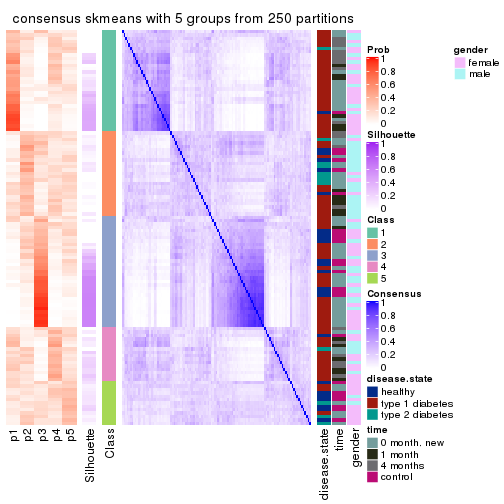 consensus skmeans with 5 groups from 250 partitions
Prob
1
0.8
0.6
0.4
0.2
0
gender
female
male
Silhouette
1
0.8
0.6
0.4
0.2
0
Class
1
2
3
4
5
Consensus
1
0.8
0.6
0.4
0.2
0
disease.state
healthy
type 1 diabetes
type 2 diabetes
time
0 month. new
1 month
4 months
control
p1
p2
p3
p4
p5
Silhouette
Class
disease.state
time
gender